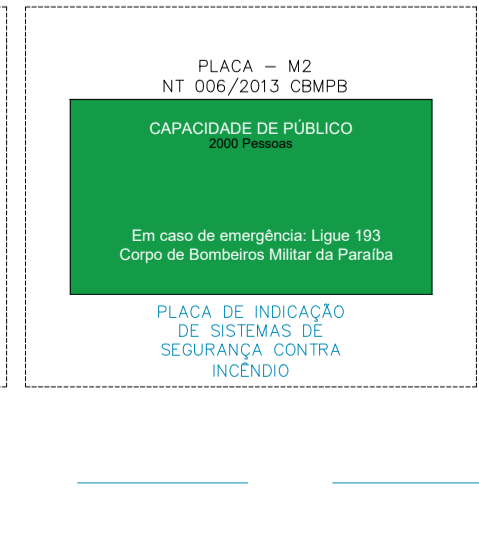 PLACA – M2
NT 006/2013 CBMPB
CAPACIDADE DE PÚBLICO
2000 Pessoas
Em caso de emergência: Ligue 193
Corpo de Bombeiros Militar da Paraíba
PLACA DE INDICAÇÃO
DE SISTEMAS DE
SEGURANÇA CONTRA
INCÊNDIO